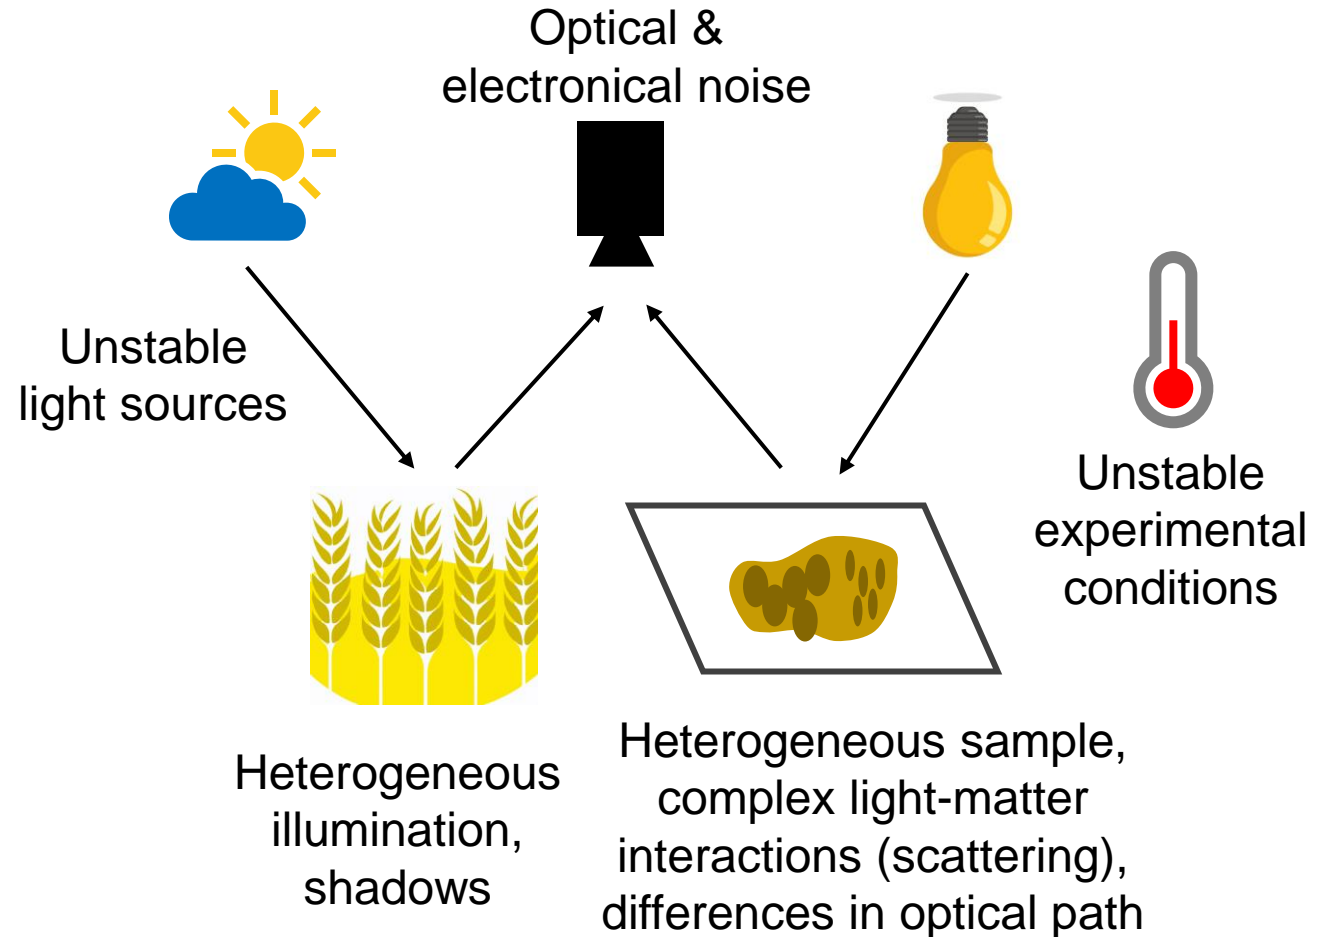 Optical &
electronical noise
Unstable
light sources
Unstable
experimental
conditions
Heterogeneous
illumination,
shadows
Heterogeneous sample,
complex light-matter
interactions (scattering),
differences in optical path